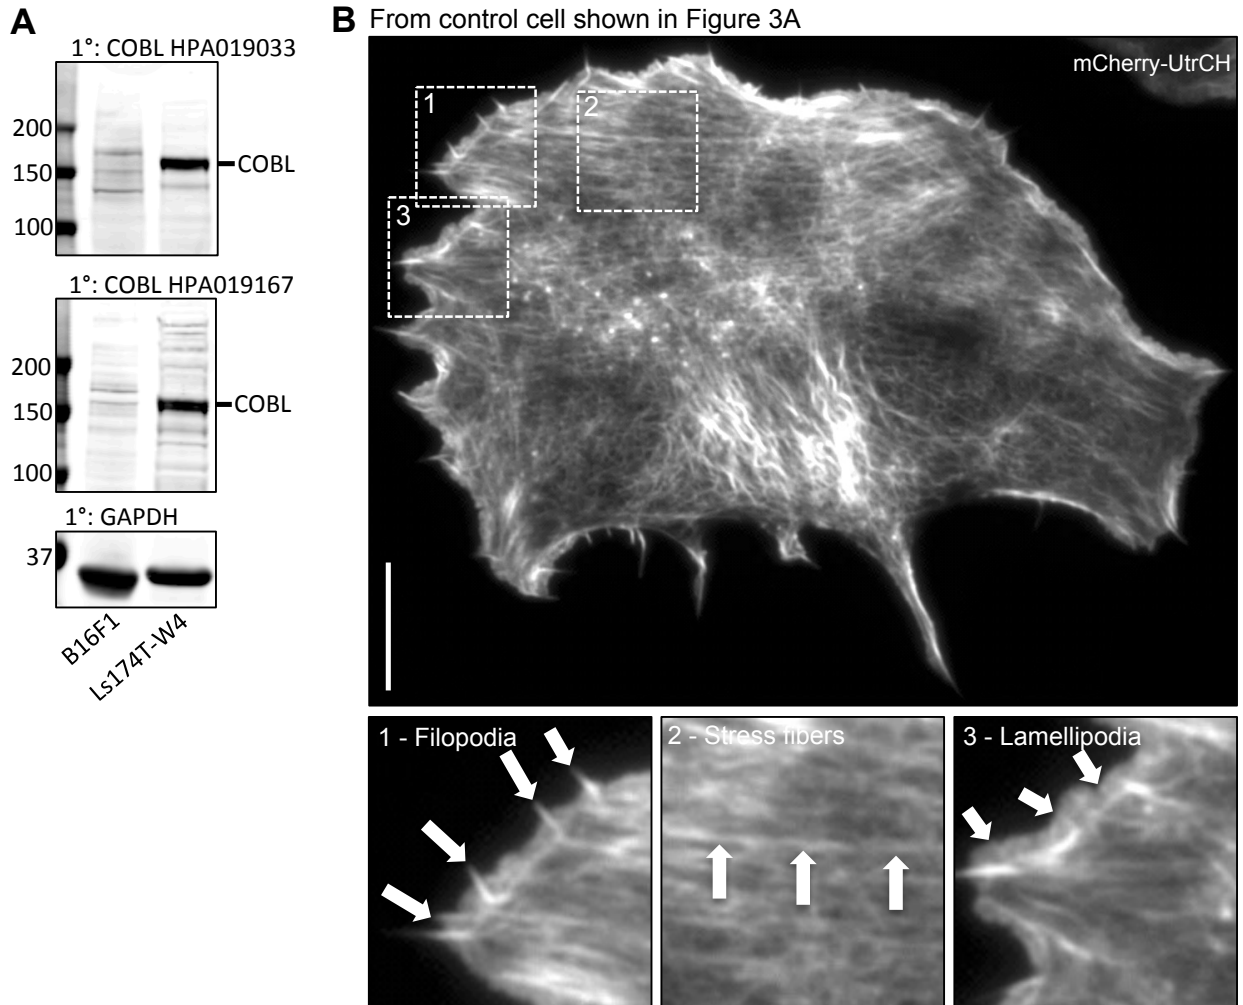 A
1°: COBL HPA019033
200
150
100
COBL
1°: COBL HPA019167
200
150
100
COBL
1°: GAPDH
37
B16F1
Ls174T-W4
B From control cell shown in Figure 3A
mCherry-UtrCH
1
2
3
1 - Filopodia
2 - Stress fibers
3 - Lamellipodia